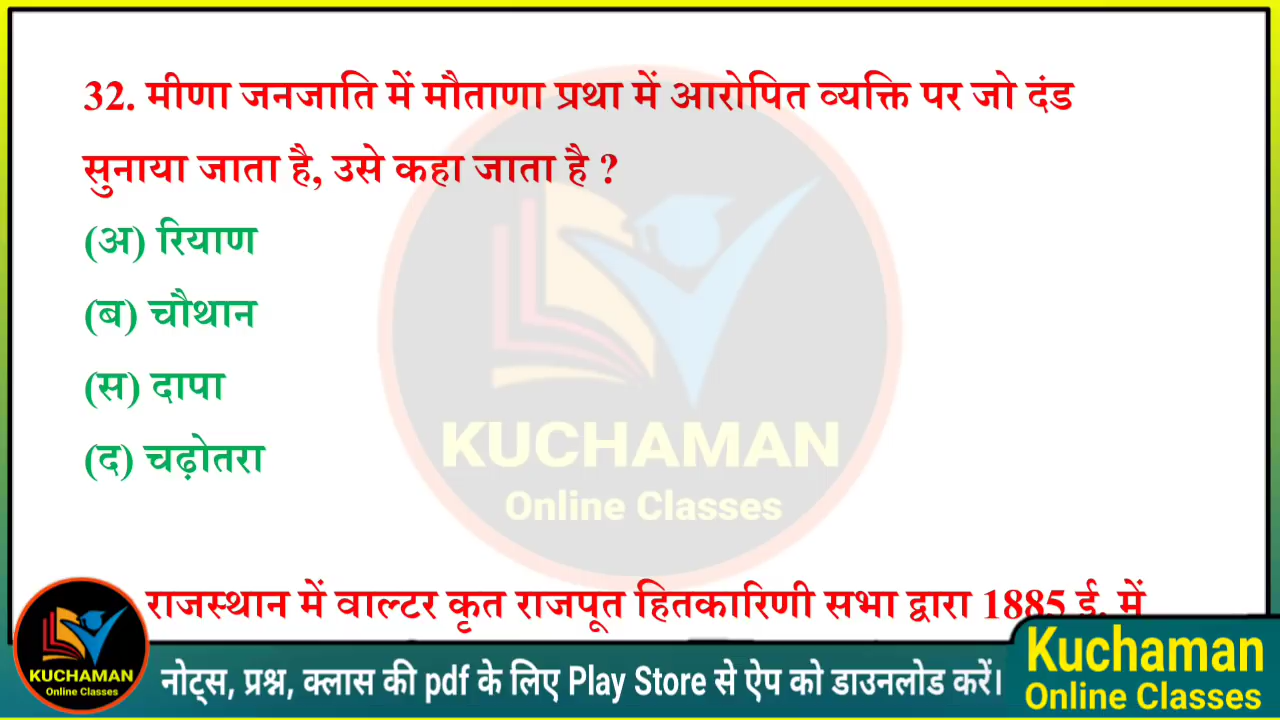 32. मीणा जनजाति में मौताणा प्रथा में आरोपित व्यक्ति पर जो दंड
सुनाया जाता है, उसे कहा जाता है ?
(अ) रियाण
(ब) चौथान
(स) दापा
(द) चढ़ोतरा
KUCHAMAN
Online Classes
राजस्थान में वाल्टर कृत राजपूत हितकारिणी सभा द्वारा 1885 ई. में
KUCHAMAN
Online Classes
नोट्स, प्रश्न, क्लास की pdf के लिए Play Store से ऐप को डाउनलोड करें।
Kuchaman
Online Classes